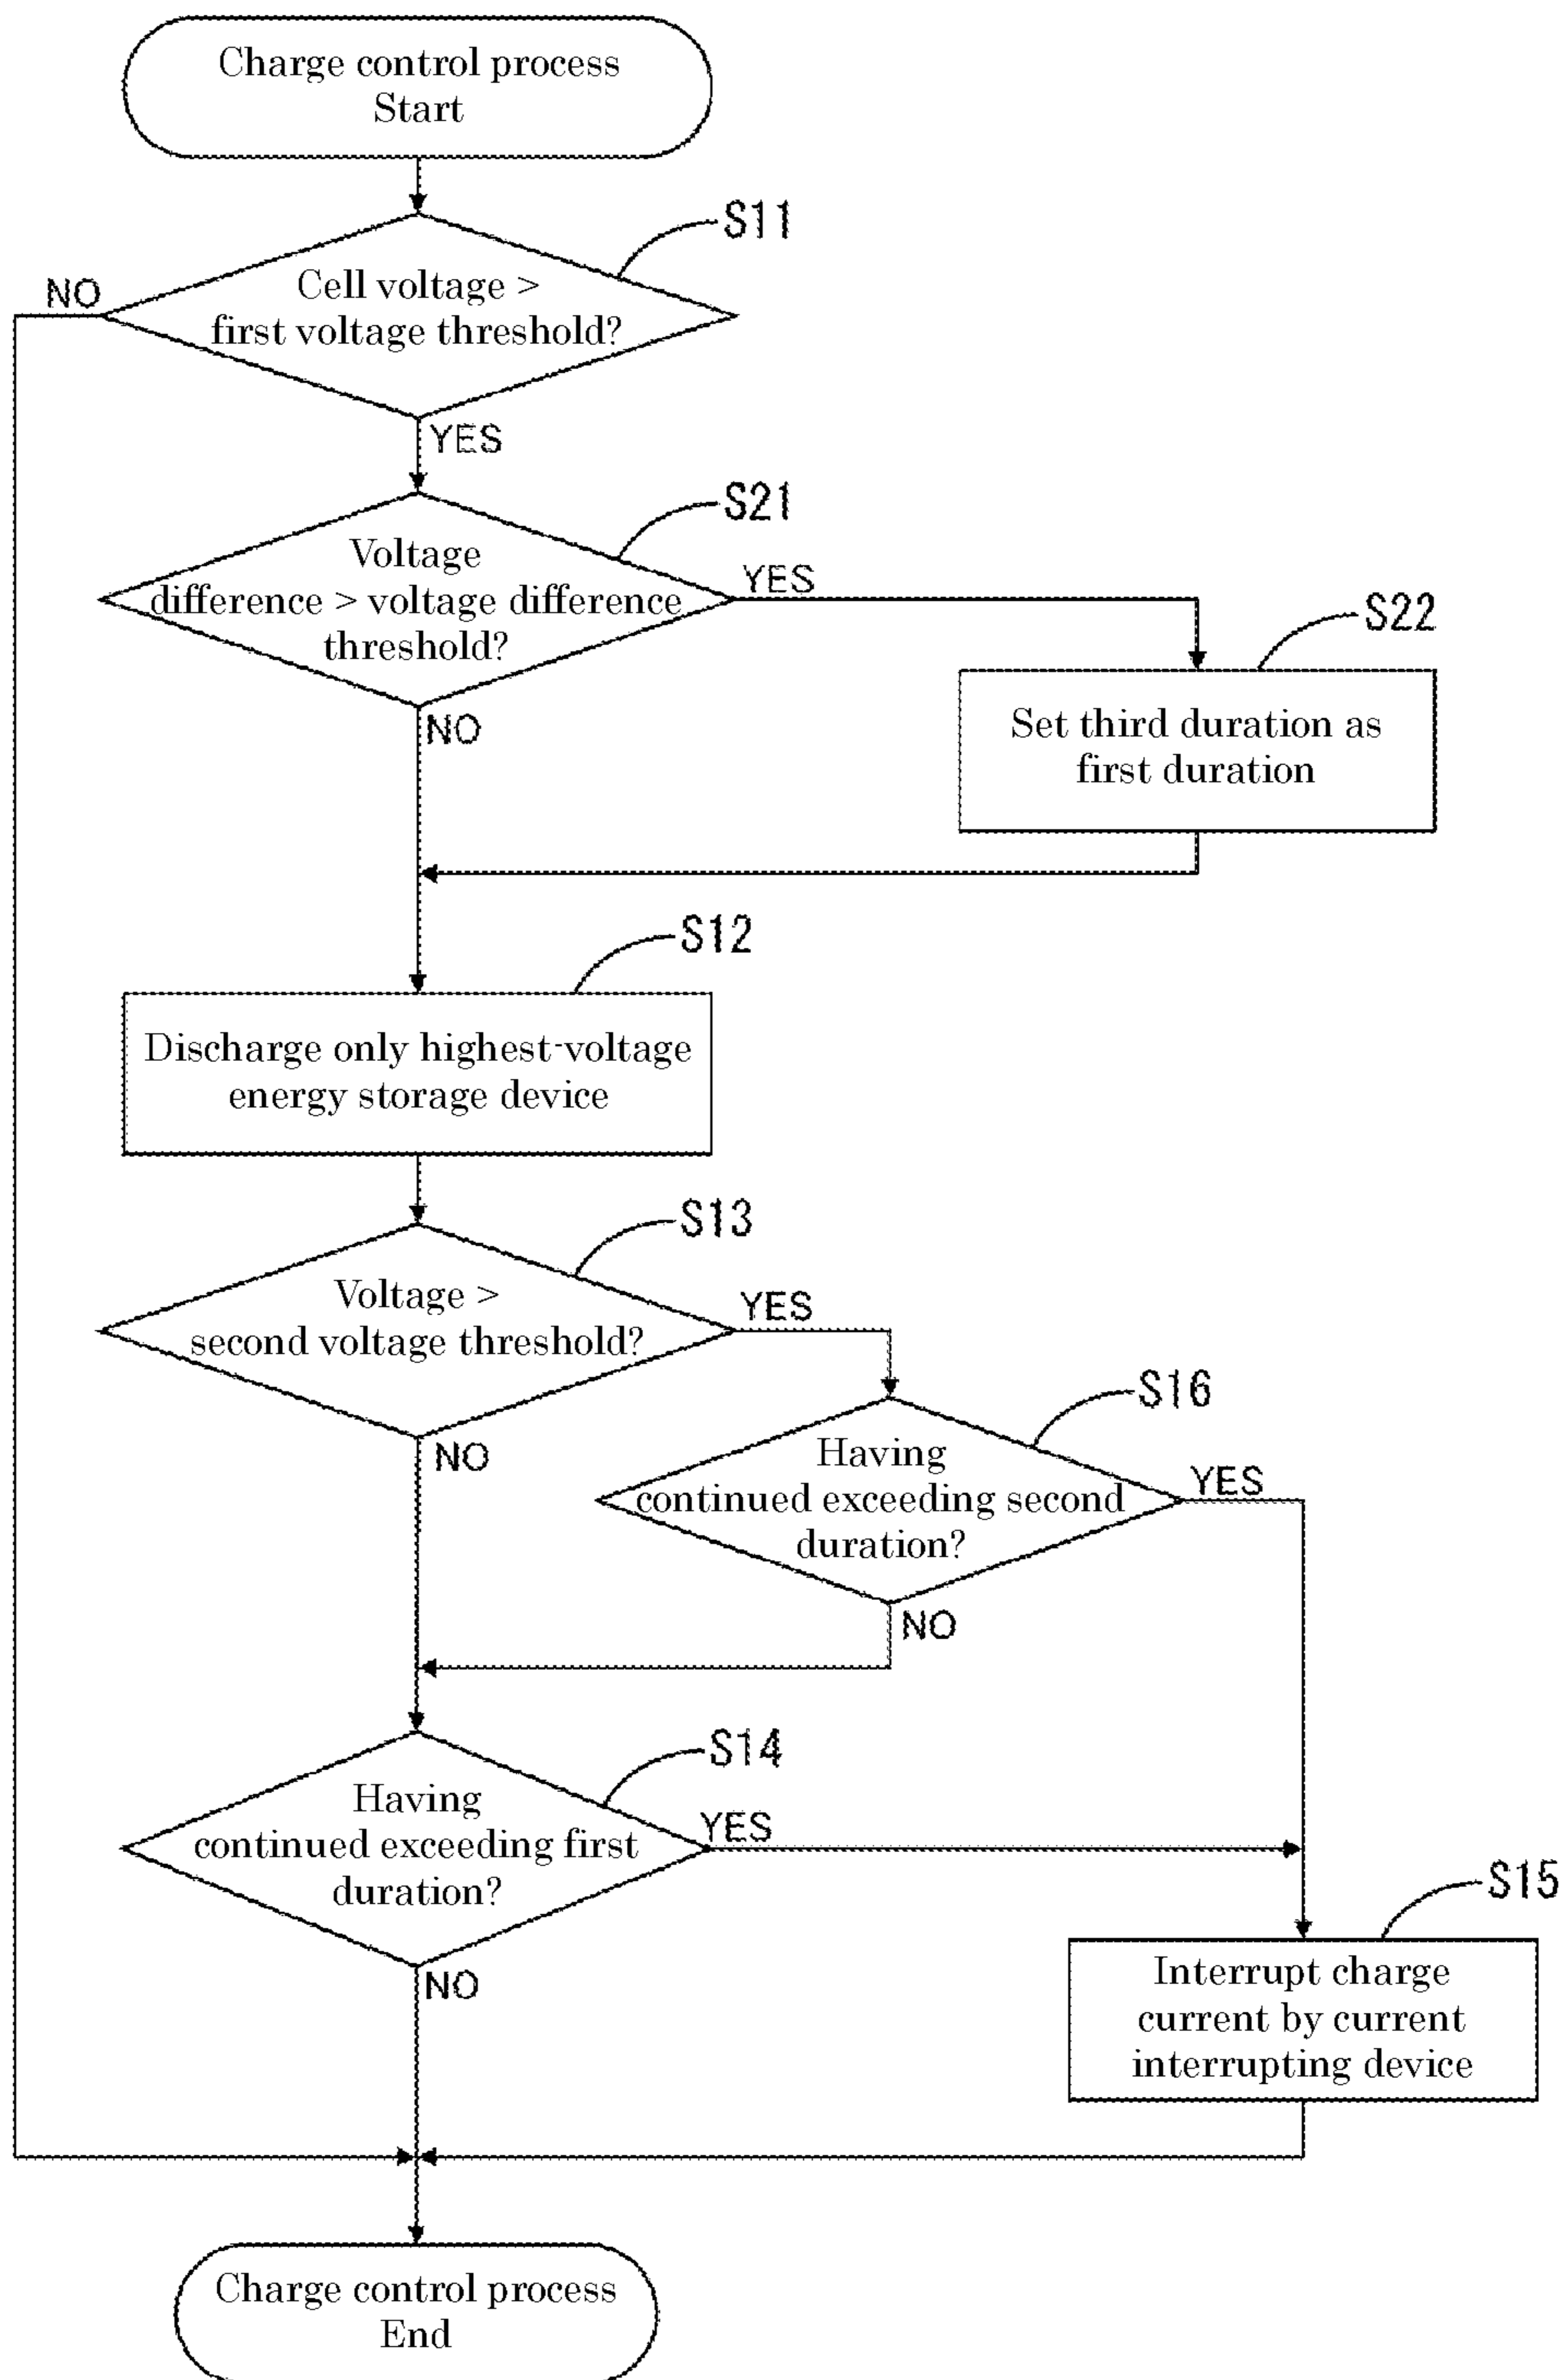 Charge control process
Start
S11
Cell voltage >
first voltage threshold?
NO
YES
S21
Voltage
difference > voltage difference
threshold?
YES
NO
S22
Set third duration as
first duration
S12
Discharge only highest-voltage
energy storage device
S13
Voltage >
second voltage threshold?
YES
NO
S16
Having
continued exceeding second
duration?
YES
NO
S14
Having
continued exceeding first
duration?
YES
NO
S15
Interrupt charge
current by current
interrupting device
Charge control process
End